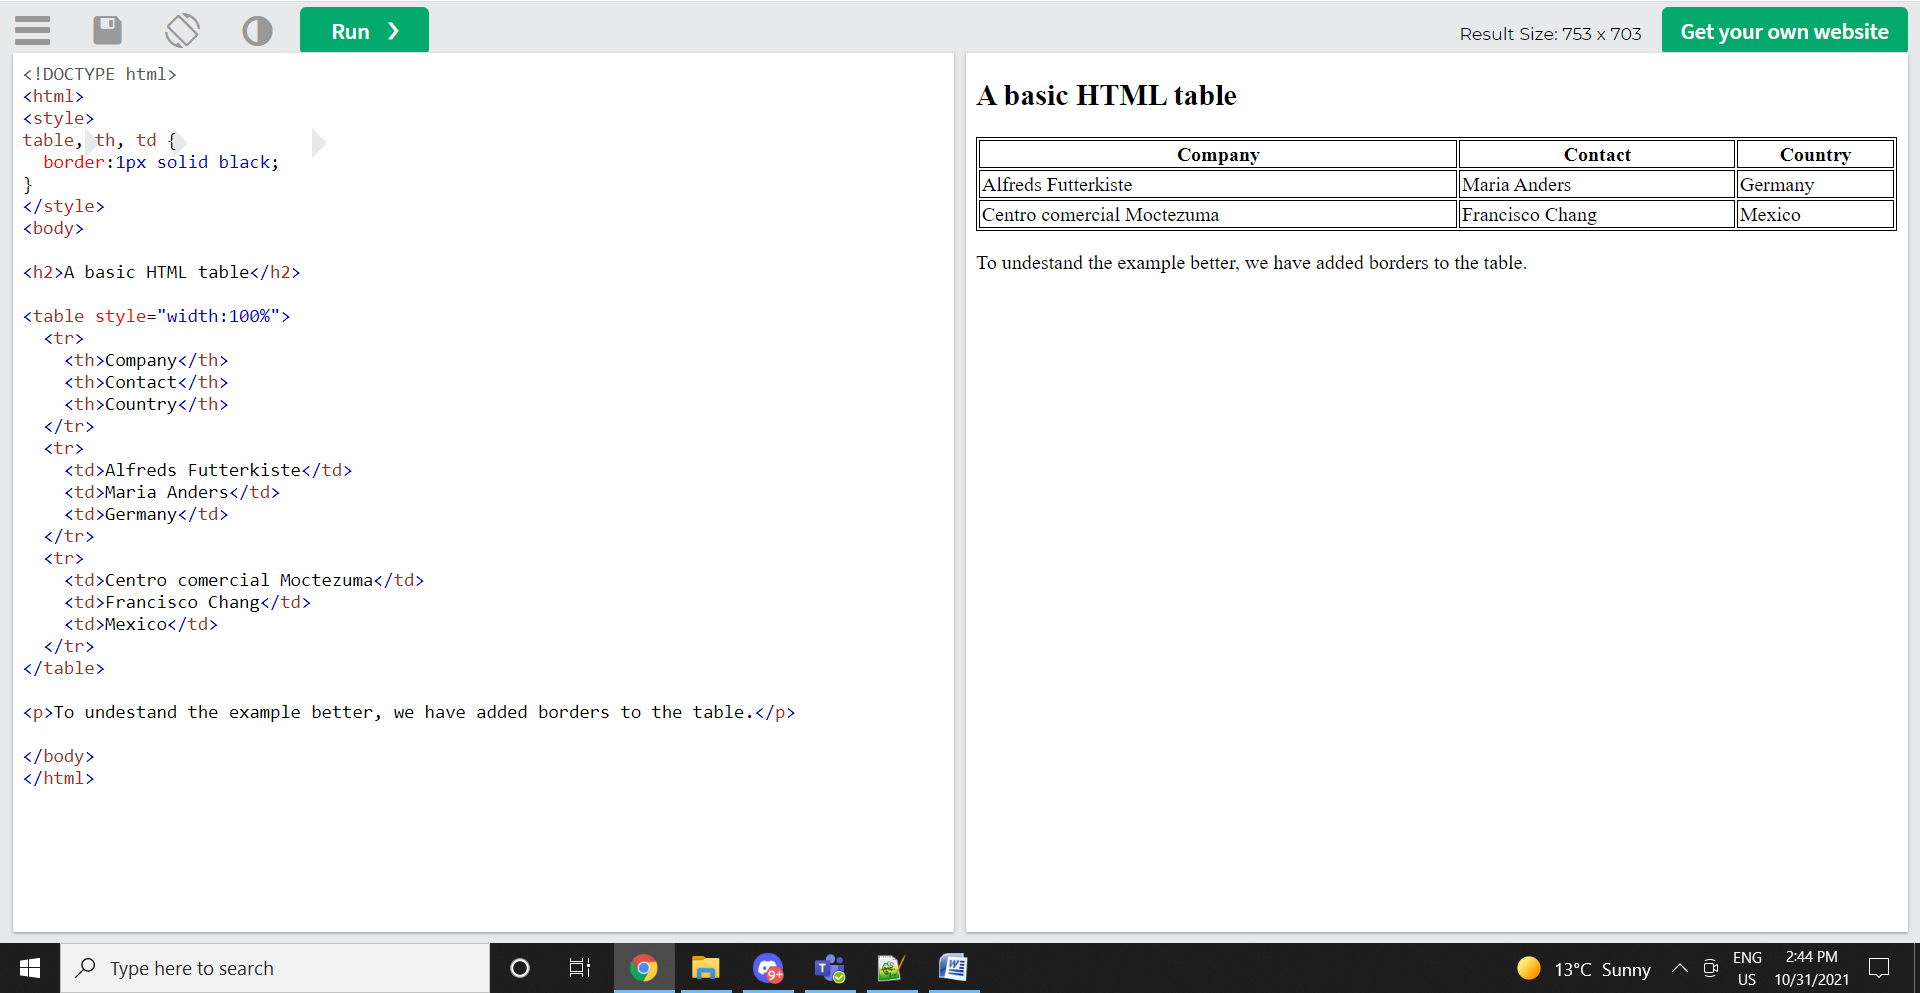 Run ❯
Result Size: 753 x 703
Get your own website
<!DOCTYPE html>
<html>
<style>
table, th, td {
  border:1px solid black;
}
</style>
<body>
<h2>A basic HTML table</h2>
<table style="width:100%">
  <tr>
    <th>Company</th>
    <th>Contact</th>
    <th>Country</th>
  </tr>
  <tr>
    <td>Alfreds Futterkiste</td>
    <td>Maria Anders</td>
    <td>Germany</td>
  </tr>
  <tr>
    <td>Centro comercial Moctezuma</td>
    <td>Francisco Chang</td>
    <td>Mexico</td>
  </tr>
</table>
<p>To undestand the example better, we have added borders to the table.</p>
</body>
</html>
A basic HTML table
Company Contact Country
Alfreds Futterkiste Maria Anders Germany
Centro comercial Moctezuma Francisco Chang Mexico
To undestand the example better, we have added borders to the table.
Type here to search
9+
13°C Sunny
ENG
US
2:44 PM
10/31/2021